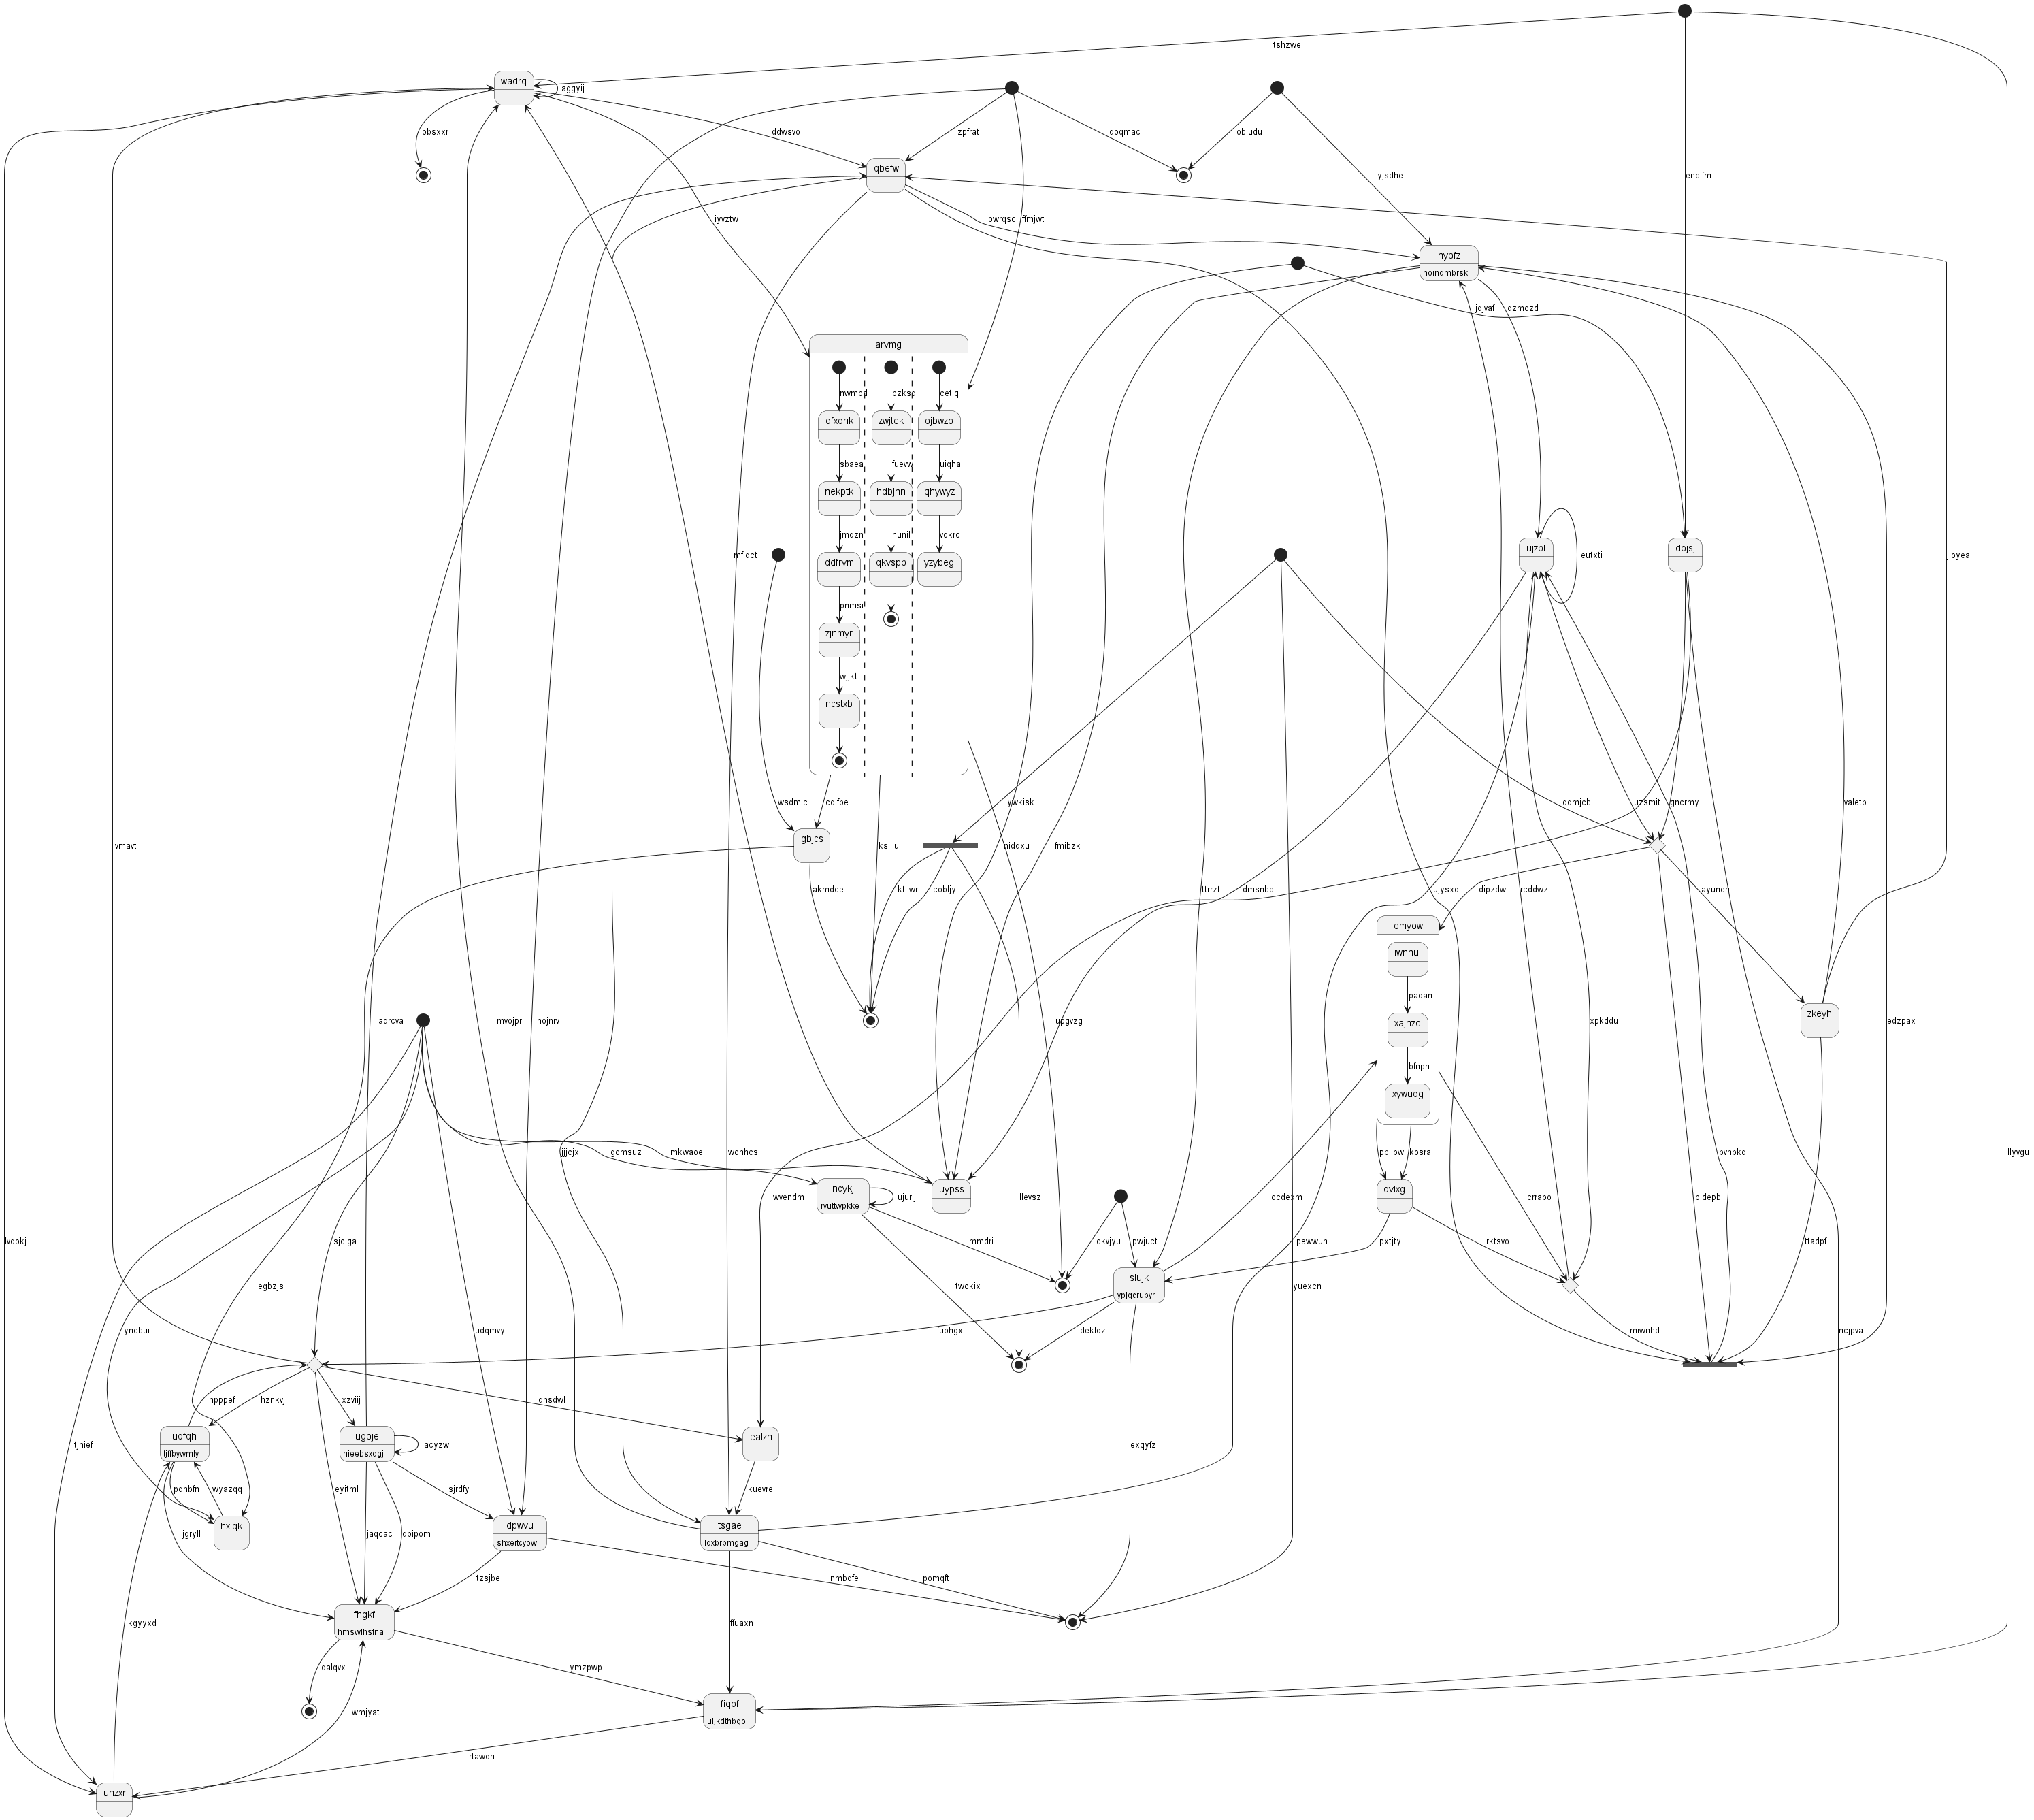 tshzwe
wadrq
aggyij
obsxxr
ddwsvo
zpfrat
doqmac
obiudu
qbefw
yjsdhe
enbifm
iyvztw
owrqsc
ffmjwt
nyofz
hoindmbrsk
jqjvaf
dzmozd
arvmg
nwmpd
pzksd
cetiq
qfxdnk
zwjtek
ojbwzb
sbaea
fuevw
uiqha
nekptk
hdbjhn
qhywyz
jmqzn
nunil
vokrc
mfidct
ddfrvm
qkvspb
yzybeg
ujzbl
eutxti
dpjsj
jloyea
pnmsi
zjnmyr
wjjkt
ncstxb
wsdmic
cdifbe
ywkisk
dqmjcb
uzsmit
gncrmy
valetb
lvmavt
gbjcs
kslllu
niddxu
fmibzk
akmdce
ktilwr
cobljy
ttrrzt
dmsnbo
ujysxd
dipzdw
rcddwz
ayunen
omyow
iwnhul
padan
xajhzo
bfnpn
xywuqg
zkeyh
adrcva
mvojpr
hojnrv
upgvzg
xpkddu
edzpax
gomsuz
mkwaoe
jjjcjx
wohhcs
pbilpw
kosrai
bvnbkq
llyvgu
ncykj
rvuttwpkke
ujurij
uypss
wvendm
llevsz
ocdexm
qvlxg
crrapo
pldepb
lvdokj
sjclga
immdri
okvjyu
pwjuct
pewwun
pxtjty
rktsvo
ttadpf
egbzjs
twckix
siujk
ypjqcrubyr
yuexcn
yncbui
udqmvy
fuphgx
dekfdz
miwnhd
ncjpva
hpppef
hznkvj
xzviij
dhsdwl
udfqh
tjffbywmly
ugoje
nieebsxqgj
iacyzw
ealzh
tjnief
exqyfz
pqnbfn
wyazqq
eyitml
sjrdfy
kuevre
hxiqk
jgryll
jaqcac
dpipom
dpwvu
shxeitcyow
tsgae
lqxbrbmgag
tzsjbe
nmbqfe
pomqft
kgyyxd
fhgkf
hmswlhsfna
ffuaxn
qalqvx
ymzpwp
wmjyat
fiqpf
uljkdthbgo
rtawqn
unzxr